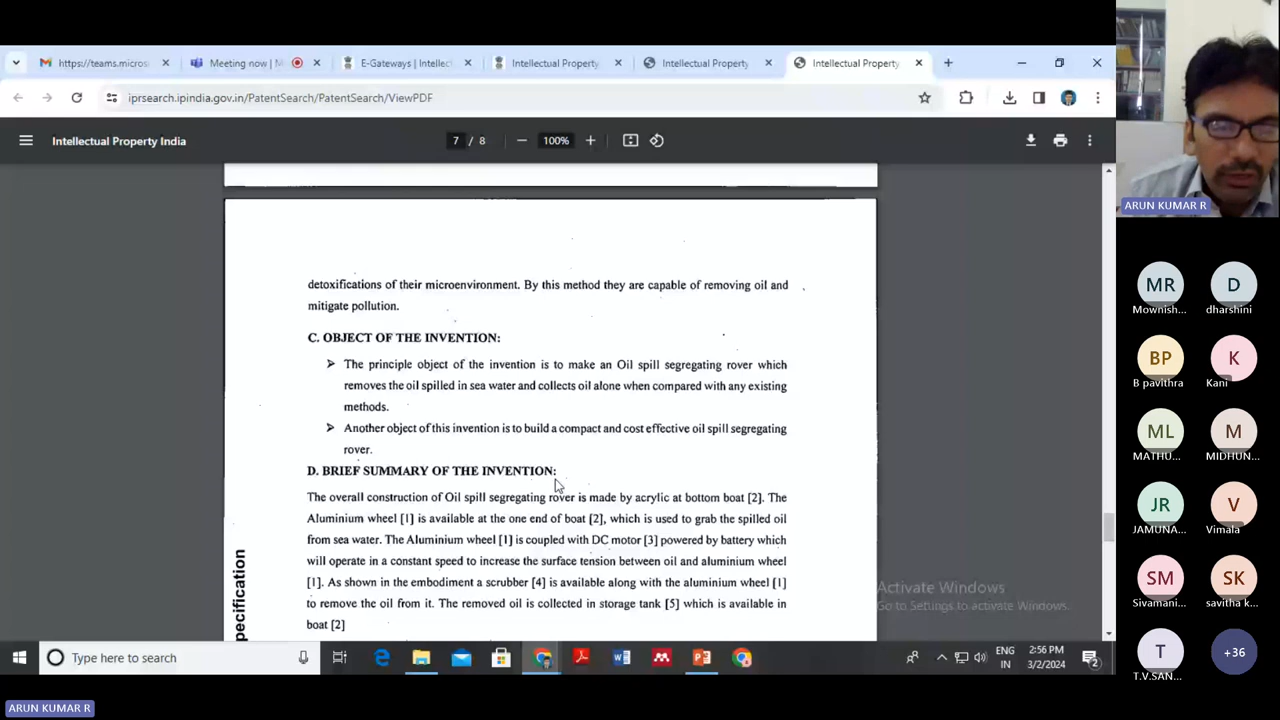 https://teams.micros
Meeting now | M
E-Gateways | Intellec
Intellectual Property
Intellectual Property
Intellectual Property
iprsearch.ipindia.gov.in/PatentSearch/PatentSearch/ViewPDF
Intellectual Property India
7 / 8
100%
detoxifications of their microenvironment. By this method they are capable of removing oil and
mitigate pollution.
C. OBJECT OF THE INVENTION:
The principle object of the invention is to make an Oil spill segregating rover which
removes the oil spilled in sea water and collects oil alone when compared with any existing
methods.
Another object of this invention is to build a compact and cost effective oil spill segregating
rover.
D. BRIEF SUMMARY OF THE INVENTION:
The overall construction of Oil spill segregating rover is made by acrylic at bottom boat [2]. The
Aluminium wheel [1] is available at the one end of boat [2], which is used to grab the spilled oil
from sea water. The Aluminium wheel [1] is coupled with DC motor [3] powered by battery which
will operate in a constant speed to increase the surface tension between oil and aluminium wheel
[1]. As shown in the embodiment a scrubber [4] is available along with the aluminium wheel [1]
to remove the oil from it. The removed oil is collected in storage tank [5] which is available in
boat [2]
pecification
Activate Windows
Go to Settings to activate Windows.
Type here to search
ENG
IN
2:56 PM
3/2/2024
2
ARUN KUMAR R
ARUN KUMAR R
MR
Mownish...
D
dharshini
BP
B pavithra
K
Kani
ML
MATHU...
M
MIDHUN...
JR
JAMUNA...
V
Vimala
SM
Sivamani...
SK
savitha k...
T
T.V.SAN...
+36